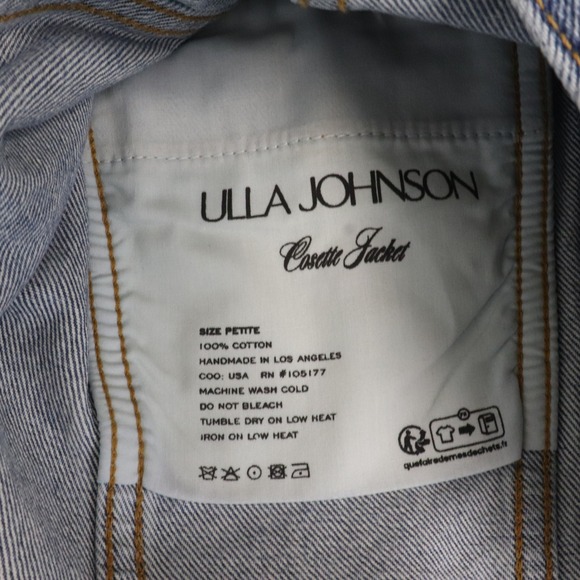 ULLA JOHNSON
Cosette Jacket
SIZE PETITE
100% COTTON
HANDMADE IN LOS ANGELES
COO: USA RN #105177
MACHINE WASH COLD
DO NOT BLEACH
TUMBLE DRY ON LOW HEAT
IRON ON LOW HEAT
quefairedemesdechets.fr